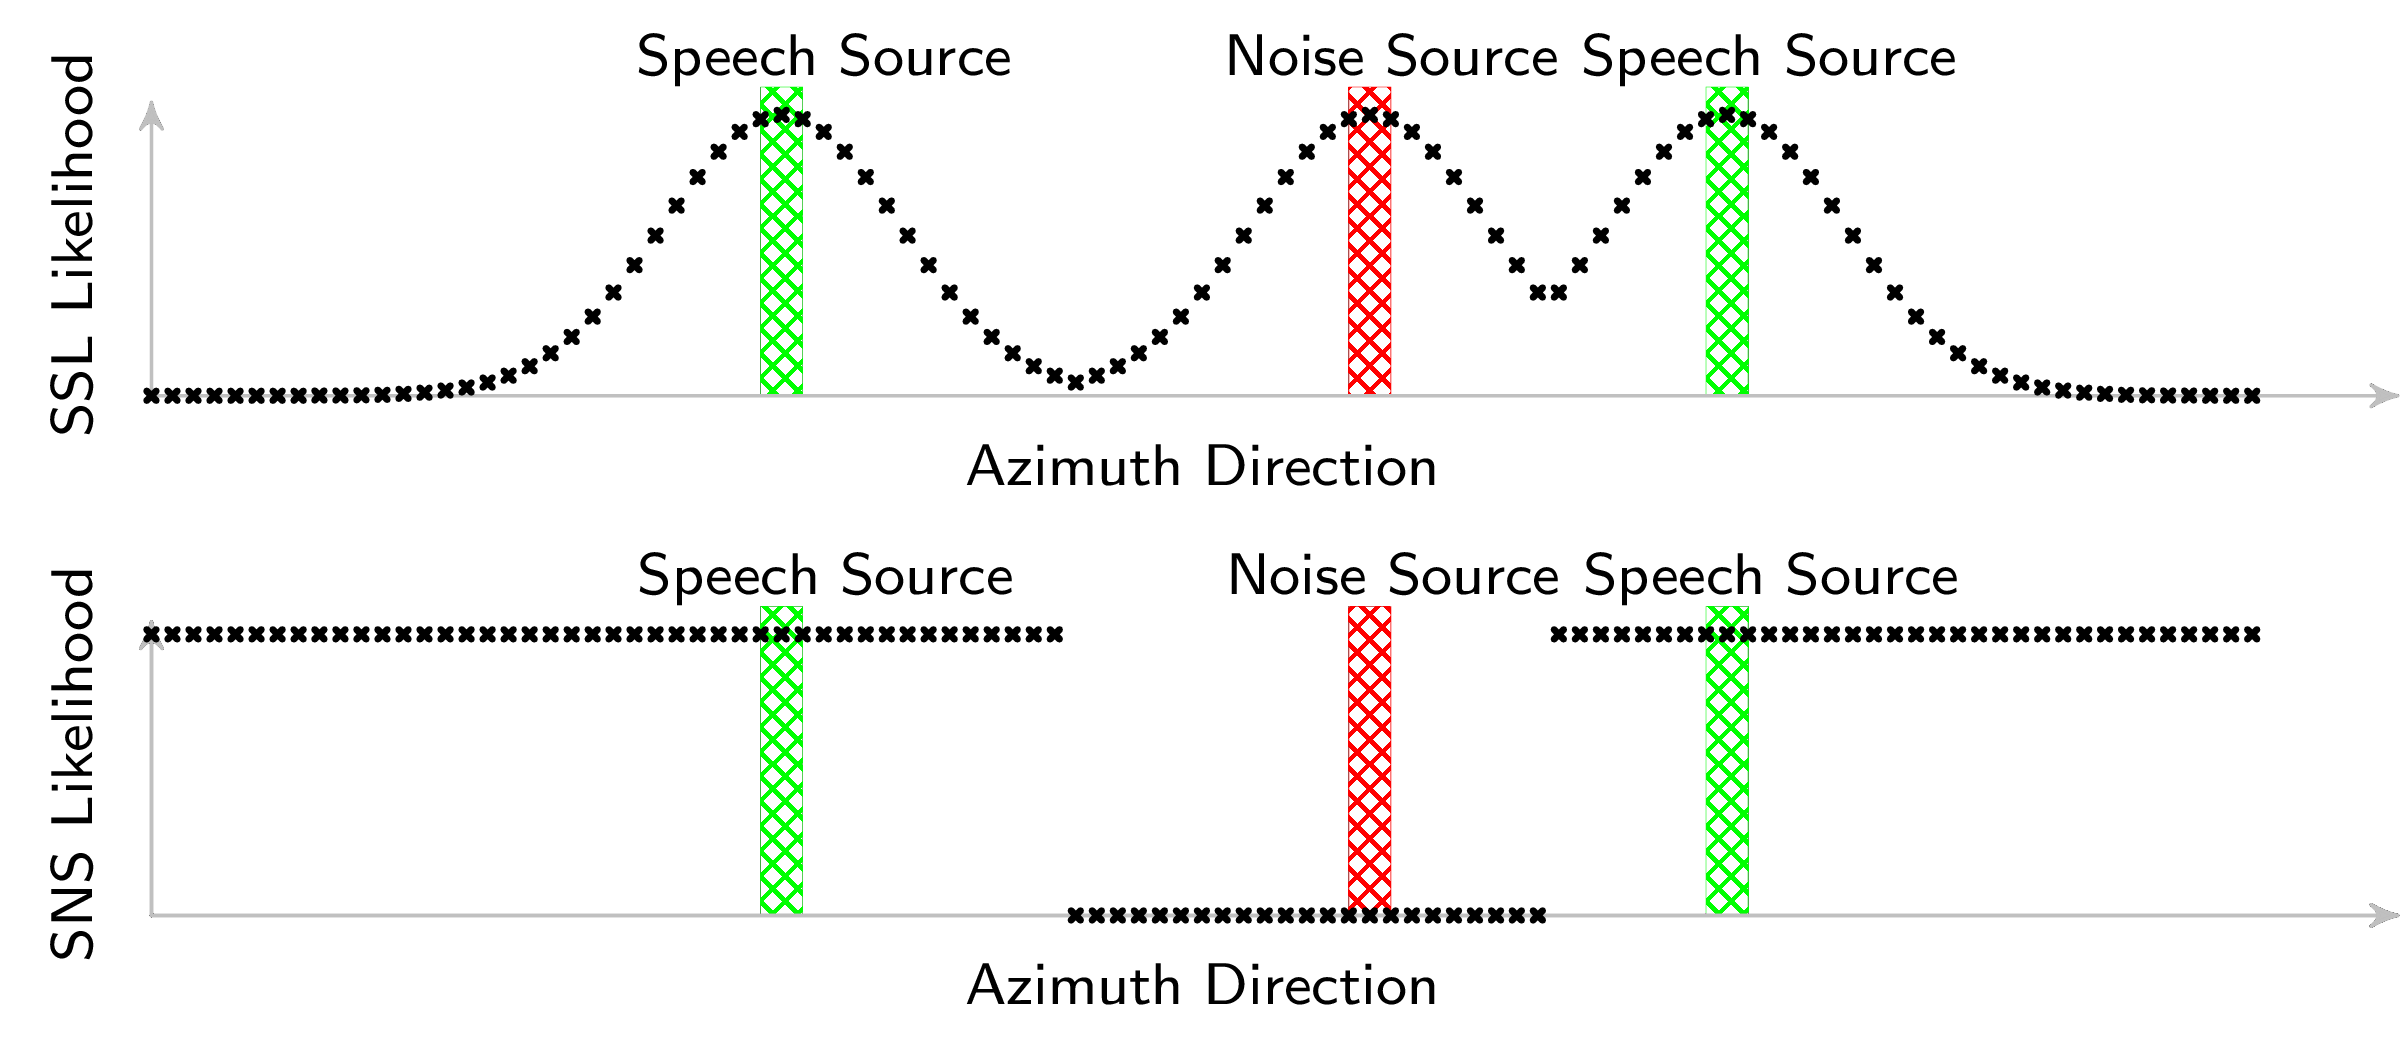 SSL Likelihood
Speech Source
Noise Source
Speech Source
Azimuth Direction
SNS Likelihood
Speech Source
Noise Source
Speech Source
Azimuth Direction